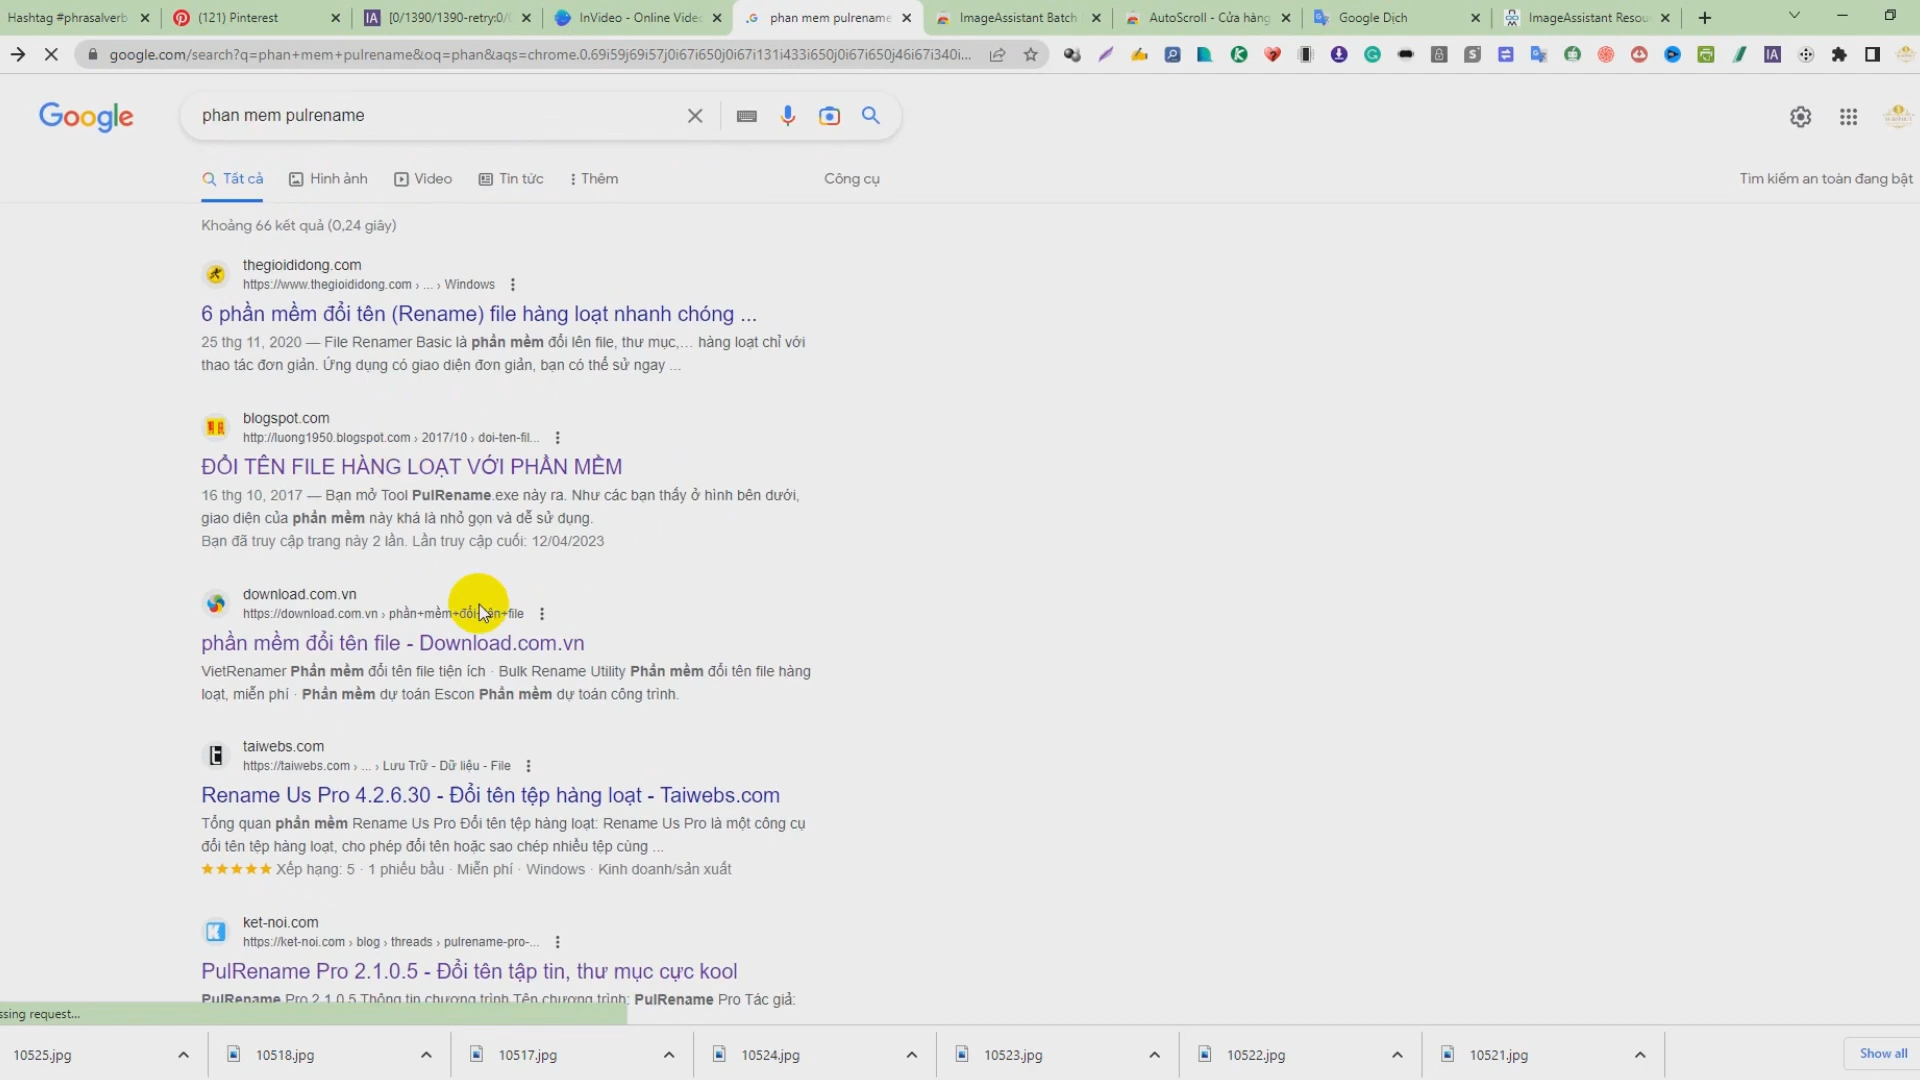 Hashtag #phrasalverb
(121) Pinterest
IA [0/1390/1390-retry:0/
InVideo - Online Vide
phan mem pulrename
ImageAssistant Batch
AutoScroll - Cửa hàng
Google Dịch
ImageAssistant Resou
google.com/search?q=phan+mem+pulrename&oq=phan&aqs=chrome.0.69i59j69i57j0i67i650j0i67i131i433i650j0i67i650j46i67i340i...
Google
phan mem pulrename
Tất cả
Hình ảnh
Video
Tin tức
Thêm
Công cụ
Tìm kiếm an toàn đang bật
Khoảng 66 kết quả (0,24 giây)
thegioididong.com
https://www.thegioididong.com › ... › Windows
6 phần mềm đổi tên (Rename) file hàng loạt nhanh chóng ...
25 thg 11, 2020 — File Renamer Basic là phần mềm đổi lên file, thư mục,... hàng loạt chỉ với
thao tác đơn giản. Ứng dụng có giao diện đơn giản, bạn có thể sử ngay ...
blogspot.com
http://luong1950.blogspot.com › 2017/10 › doi-ten-fil...
ĐỔI TÊN FILE HÀNG LOẠT VỚI PHẦN MỀM
16 thg 10, 2017 — Bạn mở Tool PulRename.exe này ra. Như các bạn thấy ở hình bên dưới,
giao diện của phần mềm này khá là nhỏ gọn và dễ sử dụng.
Bạn đã truy cập trang này 2 lần. Lần truy cập cuối: 12/04/2023
download.com.vn
https://download.com.vn › phần+mềm+đổi+tên+file
phần mềm đổi tên file - Download.com.vn
VietRenamer Phần mềm đổi tên file tiện ích · Bulk Rename Utility Phần mềm đổi tên file hàng
loạt, miễn phí · Phần mềm dự toán Escon Phần mềm dự toán công trình.
taiwebs.com
https://taiwebs.com › ... › Lưu Trữ - Dữ liệu - File
Rename Us Pro 4.2.6.30 - Đổi tên tệp hàng loạt - Taiwebs.com
Tổng quan phần mềm Rename Us Pro Đổi tên tệp hàng loạt: Rename Us Pro là một công cụ
đổi tên tệp hàng loạt, cho phép đổi tên hoặc sao chép nhiều tệp cùng ...
Xếp hạng: 5 · 1 phiếu bầu · Miễn phí · Windows · Kinh doanh/sản xuất
ket-noi.com
https://ket-noi.com › blog › threads › pulrename-pro-...
PulRename Pro 2.1.0.5 - Đổi tên tập tin, thư mục cực kool
PulRename Pro 2.1.0.5 Thông tin chương trình Tên chương trình: PulRename Pro Tác giả:
ssing request...
10525.jpg
10518.jpg
10517.jpg
10524.jpg
10523.jpg
10522.jpg
10521.jpg
Show all